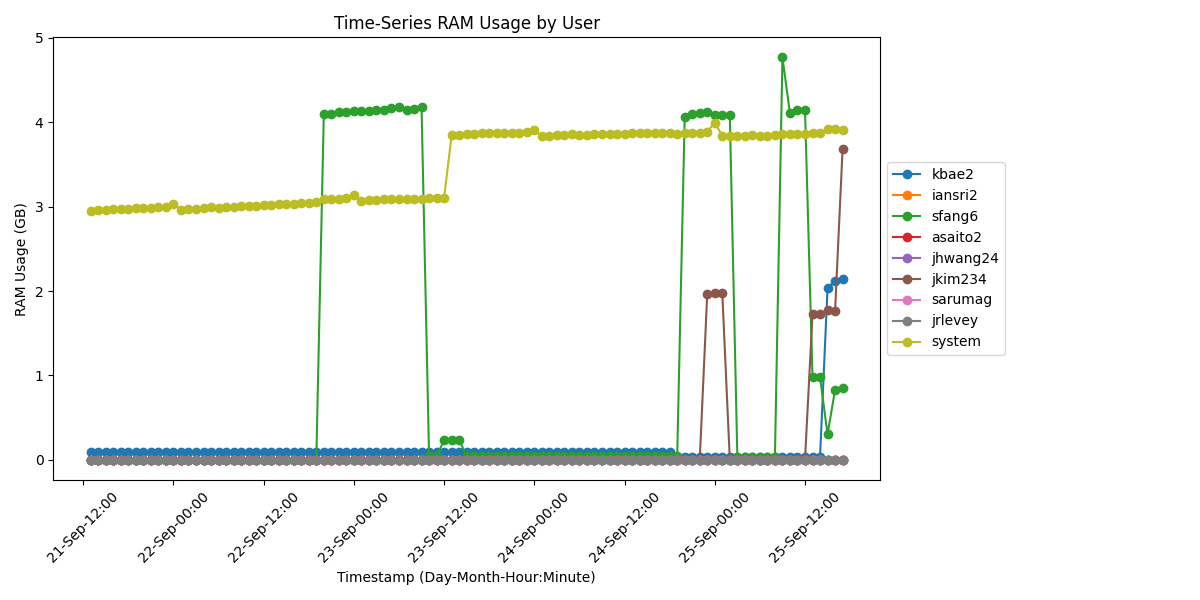 Time-Series RAM Usage by User
RAM Usage (GB)
5
4
3
2
1
0
21-Sep-12:00
22-Sep-00:00
22-Sep-12:00
23-Sep-00:00
23-Sep-12:00
24-Sep-00:00
24-Sep-12:00
25-Sep-00:00
25-Sep-12:00
Timestamp (Day-Month-Hour:Minute)
kbae2
iansri2
sfang6
asaito2
jhwang24
jkim234
sarumag
jrlevey
system